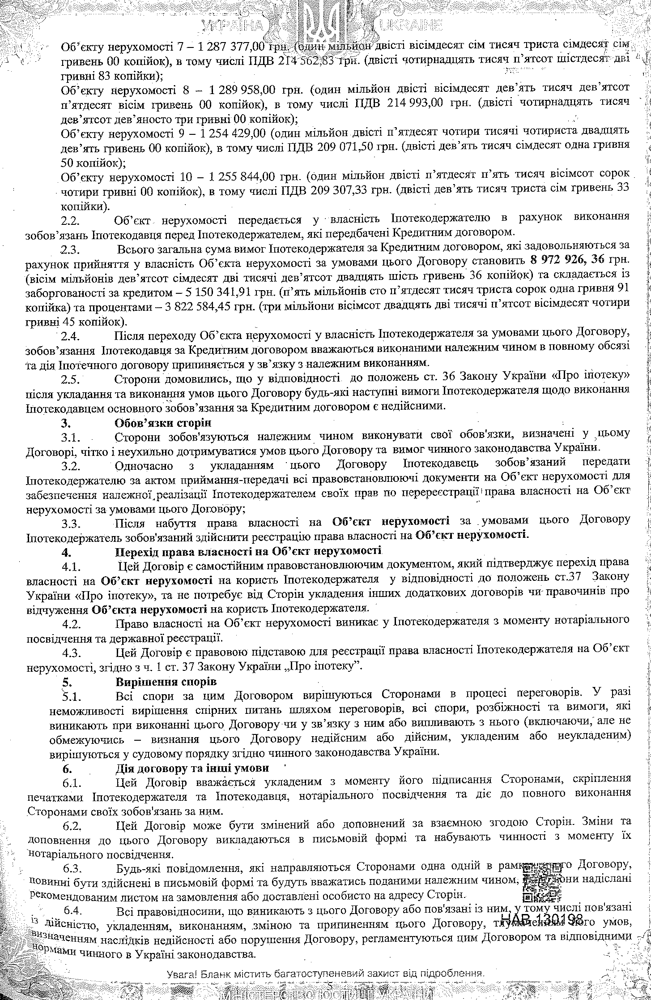 УКРАЇНА UKRAINE
Об’єкту нерухомості 7 – 1 287 377,00 грн. (один мільйон двісті вісімдесят сім тисяч триста сімдесят сім
гривень 00 копійок), в тому числі ПДВ 214 562,83 грн. (двісті чотирнадцять тисяч п’ятсот шістдесят дві
гривні 83 копійки);
Об’єкту нерухомості 8 – 1 289 958,00 грн. (один мільйон двісті вісімдесят дев’ять тисяч дев’ятсот
п’ятдесят вісім гривень 00 копійок), в тому числі ПДВ 214 993,00 грн. (двісті чотирнадцять тисяч
дев’ятсот дев’яносто три гривні 00 копійок);
Об’єкту нерухомості 9 – 1 254 429,00 (один мільйон двісті п’ятдесят чотири тисячі чотириста двадцять
дев’ять гривень 00 копійок), в тому числі ПДВ 209 071,50 грн. (двісті дев’ять тисяч сімдесят одна гривня
50 копійок);
Об’єкту нерухомості 10 – 1 255 844,00 грн. (один мільйон двісті п’ятдесят п’ять тисяч вісімсот сорок
чотири гривні 00 копійок), в тому числі ПДВ 209 307,33 грн. (двісті дев’ять тисяч триста сім гривень 33
копійки).
2.2. Об’єкт нерухомості передається у власність Іпотекодержателю в рахунок виконання
зобов’язань Іпотекодавця перед Іпотекодержателем, які передбачені Кредитним договором.
2.3. Всього загальна сума вимог Іпотекодержателя за Кредитним договором, які задовольняються за
рахунок прийняття у власність Об’єкта нерухомості за умовами цього Договору становить 8 972 926, 36 грн.
(вісім мільйонів дев’ятсот сімдесят дві тисячі дев’ятсот двадцять шість гривень 36 копійок) та складається із
заборгованості за кредитом – 5 150 341,91 грн. (п’ять мільйонів сто п’ятдесят тисяч триста сорок одна гривня 91
копійка) та процентами – 3 822 584,45 грн. (три мільйони вісімсот двадцять дві тисячі п’ятсот вісімдесят чотири
гривні 45 копійок).
2.4. Після переходу Об’єкта нерухомості у власність Іпотекодержателя за умовами цього Договору,
зобов’язання Іпотекодавця за Кредитним договором вважаються виконаними належним чином в повному обсязі
та дія Іпотечного договору припиняється у зв’язку з належним виконанням.
2.5. Сторони домовились, що у відповідності до положень ст. 36 Закону України «Про іпотеку»
після укладання та виконання умов цього Договору будь-які наступні вимоги Іпотекодержателя щодо виконання
Іпотекодавцем основного зобов’язання за Кредитним договором є недійсними.
3. Обов’язки сторін
3.1. Сторони зобов'язуються належним чином виконувати свої обов'язки, визначені у цьому
Договорі, чітко і неухильно дотримуватися умов цього Договору та вимог чинного законодавства України.
3.2. Одночасно з укладанням цього Договору Іпотекодавець зобов’язаний передати
Іпотекодержателю за актом приймання-передачі всі правовстановлюючі документи на Об’єкт нерухомості для
забезпечення належної реалізації Іпотекодержателем своїх прав по перереєстрації права власності на Об’єкт
нерухомості за умовами цього Договору;
3.3. Після набуття права власності на Об’єкт нерухомості за умовами цього Договору
Іпотекодержатель зобов'язаний здійснити реєстрацію права власності на Об’єкт нерухомості.
4. Перехід права власності на Об’єкт нерухомості
4.1. Цей Договір є самостійним правовстановлюючим документом, який підтверджує перехід права
власності на Об’єкт нерухомості на користь Іпотекодержателя у відповідності до положень ст.37 Закону
України «Про іпотеку», та не потребує від Сторін укладення інших додаткових договорів чи правочинів про
відчуження Об’єкта нерухомості на користь Іпотекодержателя.
4.2. Право власності на Об’єкт нерухомості виникає у Іпотекодержателя з моменту нотаріального
посвідчення та державної реєстрації.
4.3. Цей Договір є правовою підставою для реєстрації права власності Іпотекодержателя на Об’єкт
нерухомості, згідно з ч. 1 ст. 37 Закону України „Про іпотеку”.
5. Вирішення спорів
5.1. Всі спори за цим Договором вирішуються Сторонами в процесі переговорів. У разі
неможливості вирішення спірних питань шляхом переговорів, всі спори, розбіжності та вимоги, які
виникають при виконанні цього Договору чи у зв’язку з ним або випливають з нього (включаючи, але не
обмежуючись – визнання цього Договору недійсним або дійсним, укладеним або неукладеним)
вирішуються у судовому порядку згідно чинного законодавства України.
6. Дія договору та інші умови
6.1. Цей Договір вважається укладеним з моменту його підписання Сторонами, скріплення
печатками Іпотекодержателя та Іпотекодавця, нотаріального посвідчення та діє до повного виконання
Сторонами своїх зобов'язань за ним.
6.2. Цей Договір може бути змінений або доповнений за взаємною згодою Сторін. Зміни та
доповнення до цього Договору викладаються в письмовій формі та набувають чинності з моменту їх
нотаріального посвідчення.
6.3. Будь-які повідомлення, які направляються Сторонами одна одній в Договору,
повинні бути здійснені в письмовій формі та будуть вважатись поданими належним чином, вони надіслані
рекомендованим листом на замовлення або доставлені особисто на адресу Сторін.
6.4. Всі правовідносини, що виникають з цього Договору або пов'язані із ним, у тому числі пов'язані
із дійсністю, укладенням, виконанням, зміною та припиненням цього Договору, тлумаченням його умов,
НАВ 130198
визначенням наслідків недійсності або порушення Договору, регламентуються цим Договором та відповідними
нормами чинного в Україні законодавства.
Увага! Бланк містить багатоступеневий захист від підроблення.
5
МІНІСТЕРСТВО ЮСТИЦІЇ УКРАЇНИ